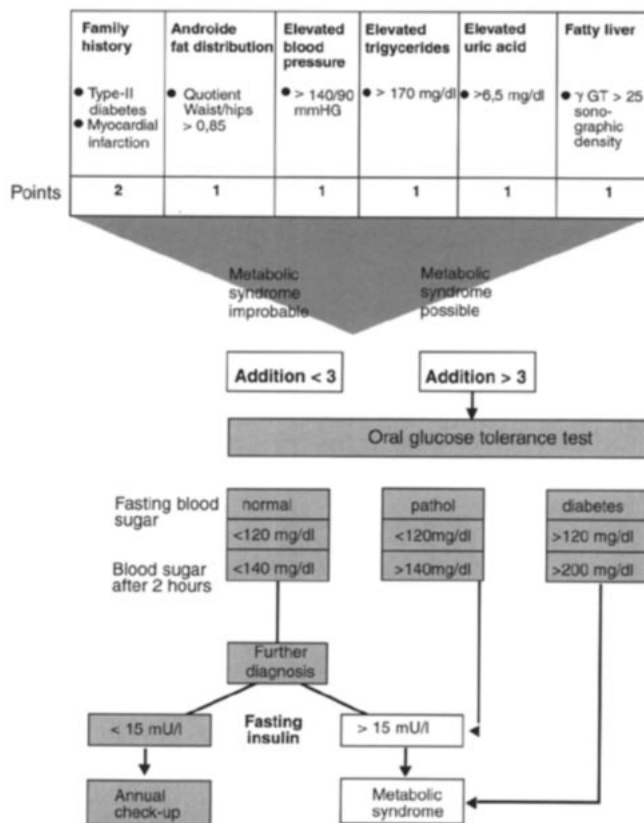 Family history
● Type-II diabetes
● Myocardial infarction
Androide fat distribution
● Quotient Waist/hips > 0,85
Elevated blood pressure
● > 140/90 mmHG
Elevated trigycerides
● > 170 mg/dl
Elevated uric acid
● >6,5 mg/dl
Fatty liver
● γ GT > 25 sono-graphic density
Points 2 1 1 1 1 1
Metabolic syndrome improbable
Metabolic syndrome possible
Addition < 3
Addition > 3
Oral glucose tolerance test
normal pathol diabetes
Fasting blood sugar <120 mg/dl <120mg/dl >120 mg/dl
Blood sugar after 2 hours <140 mg/dl >140mg/dl >200 mg/dl
Further diagnosis
< 15 mU/l
Fasting insulin
> 15 mU/l
Annual check-up
Metabolic syndrome